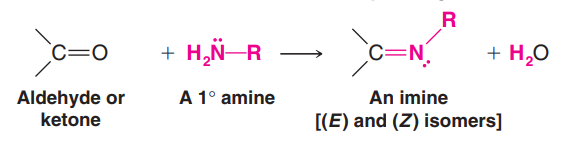 C=O + H₂N̈—R ⟶ C=N̤ R + H₂O
Aldehyde or ketone
A 1° amine
An imine
[(E) and (Z) isomers]